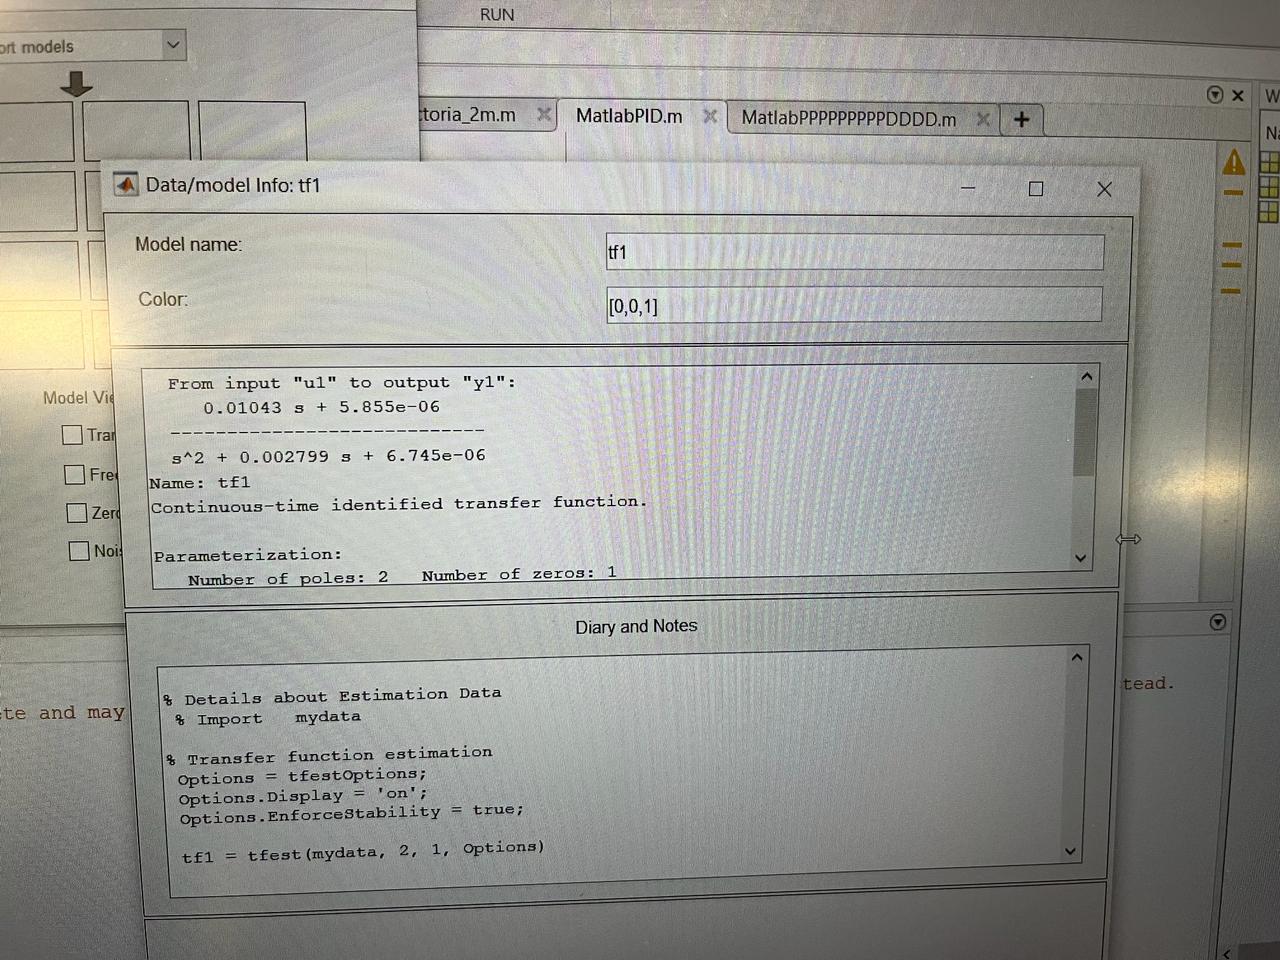 RUN
ort models
ctoria_2m.m
MatlabPID.m
MatlabPPPPPPPPPDDDD.m
W
Na
Data/model Info: tf1
Model name:
tf1
Color:
[0,0,1]
From input "u1" to output "y1":
0.01043 s + 5.855e-06
---------------------------
s^2 + 0.002799 s + 6.745e-06
Name: tf1
Continuous-time identified transfer function.
Parameterization:
Number of poles: 2 Number of zeros: 1
Model Vie
Tran
Fre
Zer
Noi
Diary and Notes
% Details about Estimation Data
% Import mydata
% Transfer function estimation
Options = tfestOptions;
Options.Display = 'on';
Options.EnforceStability = true;
tf1 = tfest(mydata, 2, 1, Options)
te and may
tead.